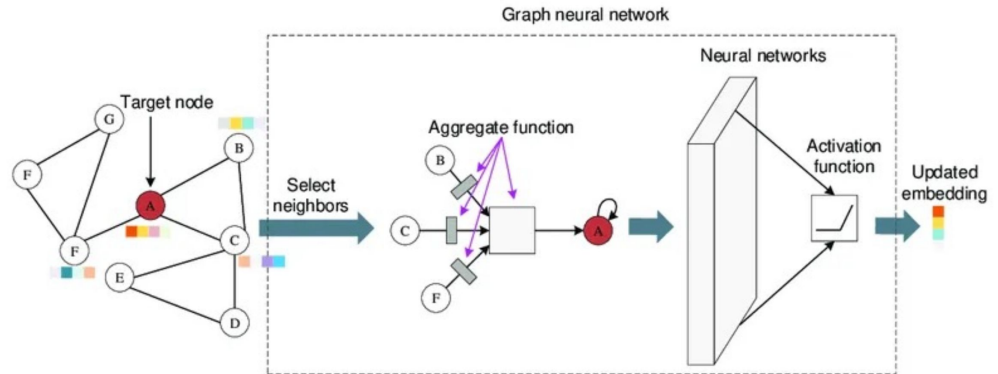 Graph neural network
Neural networks
Target node
G
B
Aggregate function
Activation
function
F
A
Select
neighbors
B
Updated
embedding
C
A
F
C
E
F
D